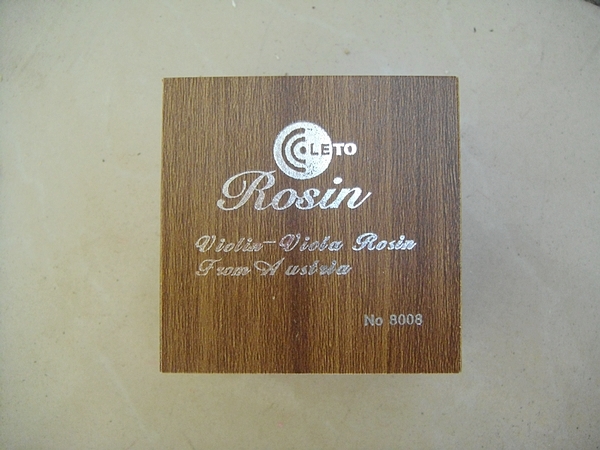 LETO
Rosin
Violin-Viola Rosin
From Austria
No 8008